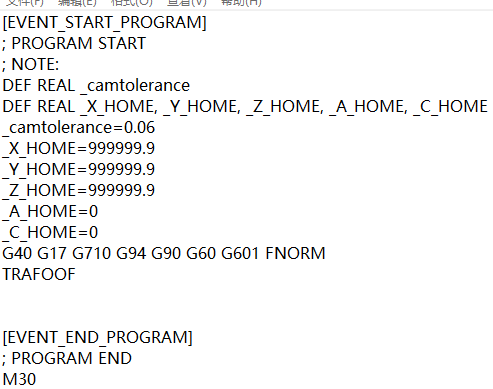 文件(F) 编辑(E) 格式(O) 查看(V) 帮助(H)
[EVENT_START_PROGRAM]
; PROGRAM START
; NOTE:
DEF REAL _camtolerance
DEF REAL _X_HOME, _Y_HOME, _Z_HOME, _A_HOME, _C_HOME
_camtolerance=0.06
_X_HOME=999999.9
_Y_HOME=999999.9
_Z_HOME=999999.9
_A_HOME=0
_C_HOME=0
G40 G17 G710 G94 G90 G60 G601 FNORM
TRAFOOF
[EVENT_END_PROGRAM]
; PROGRAM END
M30